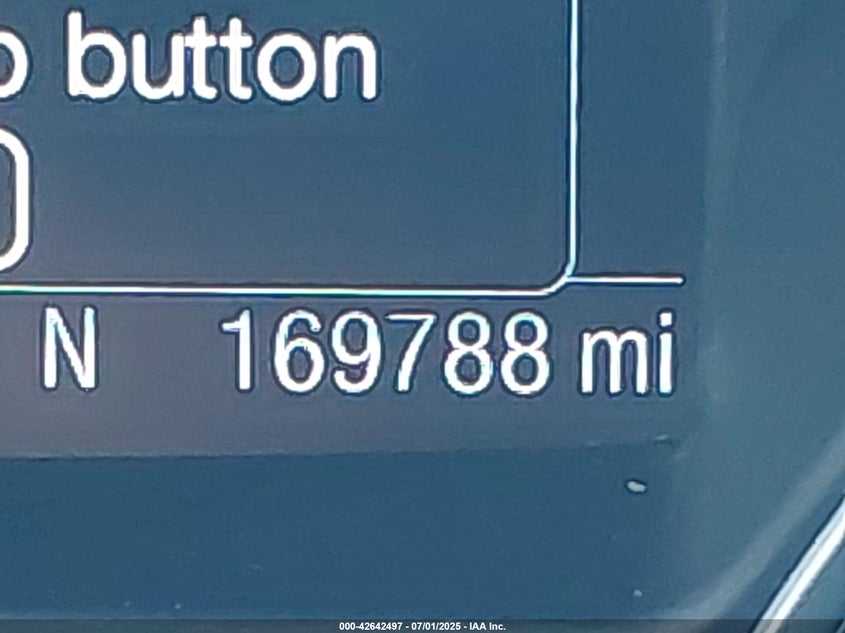 button
N 169788 mi
000-42642497 - 07/01/2025 - IAA Inc.